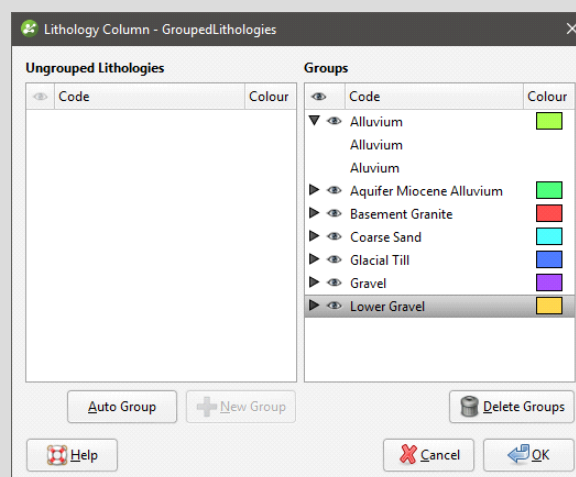 Lithology Column - GroupedLithologies
Ungrouped Lithologies
Groups
Code Colour
Code Colour
Alluvium
Alluvium
Aluvium
Aquifer Miocene Alluvium
Basement Granite
Coarse Sand
Glacial Till
Gravel
Lower Gravel
Auto Group
New Group
Delete Groups
Help
Cancel
OK